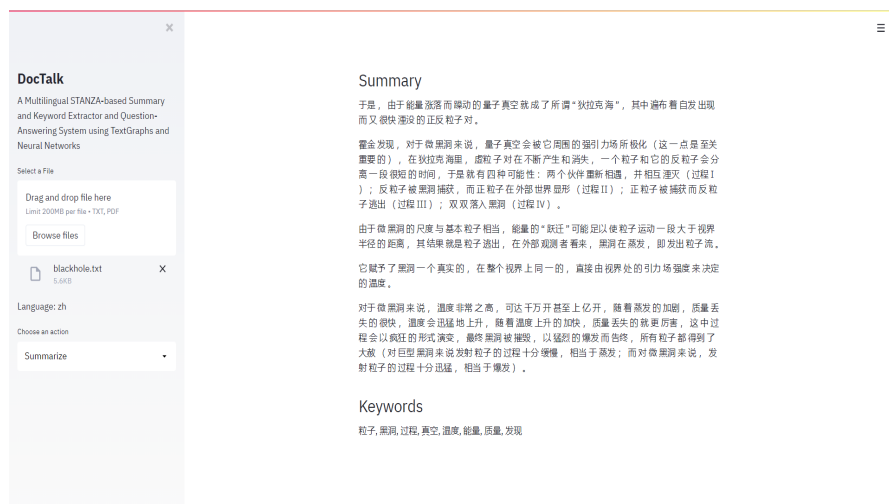 DocTalk
A Multilingual STANZA-based Summary
and Keyword Extractor and Question-
Answering System using TextGraphs and
Neural Networks
Select a File
Drag and drop file here
Limit 200MB per file • TXT, PDF
Browse files
blackhole.txt
5.6KB
Language: zh
Choose an action
Summarize
Summary
于是，由于能量涨落而躁动的量子真空就成了所谓“狄拉克海”，其中遍布着自发出现
而又很快湮没的正反粒子对。
霍金发现，对于微黑洞来说，量子真空会被它周围的强引力场所极化（这一点是至关
重要的），在狄拉克海里，虚粒子对在不断产生和消失，一个粒子和它的反粒子会分
离一段很短的时间，于是就有四种可能性：两个伙伴重新相遇，并相互湮灭（过程I
）；反粒子被黑洞捕获，而正粒子在外部世界显形（过程II）；正粒子被捕获而反粒
子逃出（过程III）；双双落入黑洞（过程IV）。
由于微黑洞的尺度与基本粒子相当，能量的“跃迁”可能足以使粒子运动一段大于视界
半径的距离，其结果就是粒子逃出，在外部观测者看来，黑洞在蒸发，即发出粒子流。
它赋予了黑洞一个真实的，在整个视界上同一的，直接由视界处的引力场强度来决定
的温度。
对于微黑洞来说，温度非常之高，可达千万开甚至上亿开，随着蒸发的加剧，质量丢
失的很快，温度会迅猛地上升，随着温度上升的加快，质量丢失的就更厉害，这中过
程会以疯狂的形式演变，最终黑洞被摧毁，以猛烈的爆发而告终，所有粒子都得到了
大赦（对巨型黑洞来说发射粒子的过程十分缓慢，相当于蒸发；而对微黑洞来说，发
射粒子的过程十分迅猛，相当于爆发）。
Keywords
粒子, 黑洞, 过程, 真空, 温度, 能量, 质量, 发现